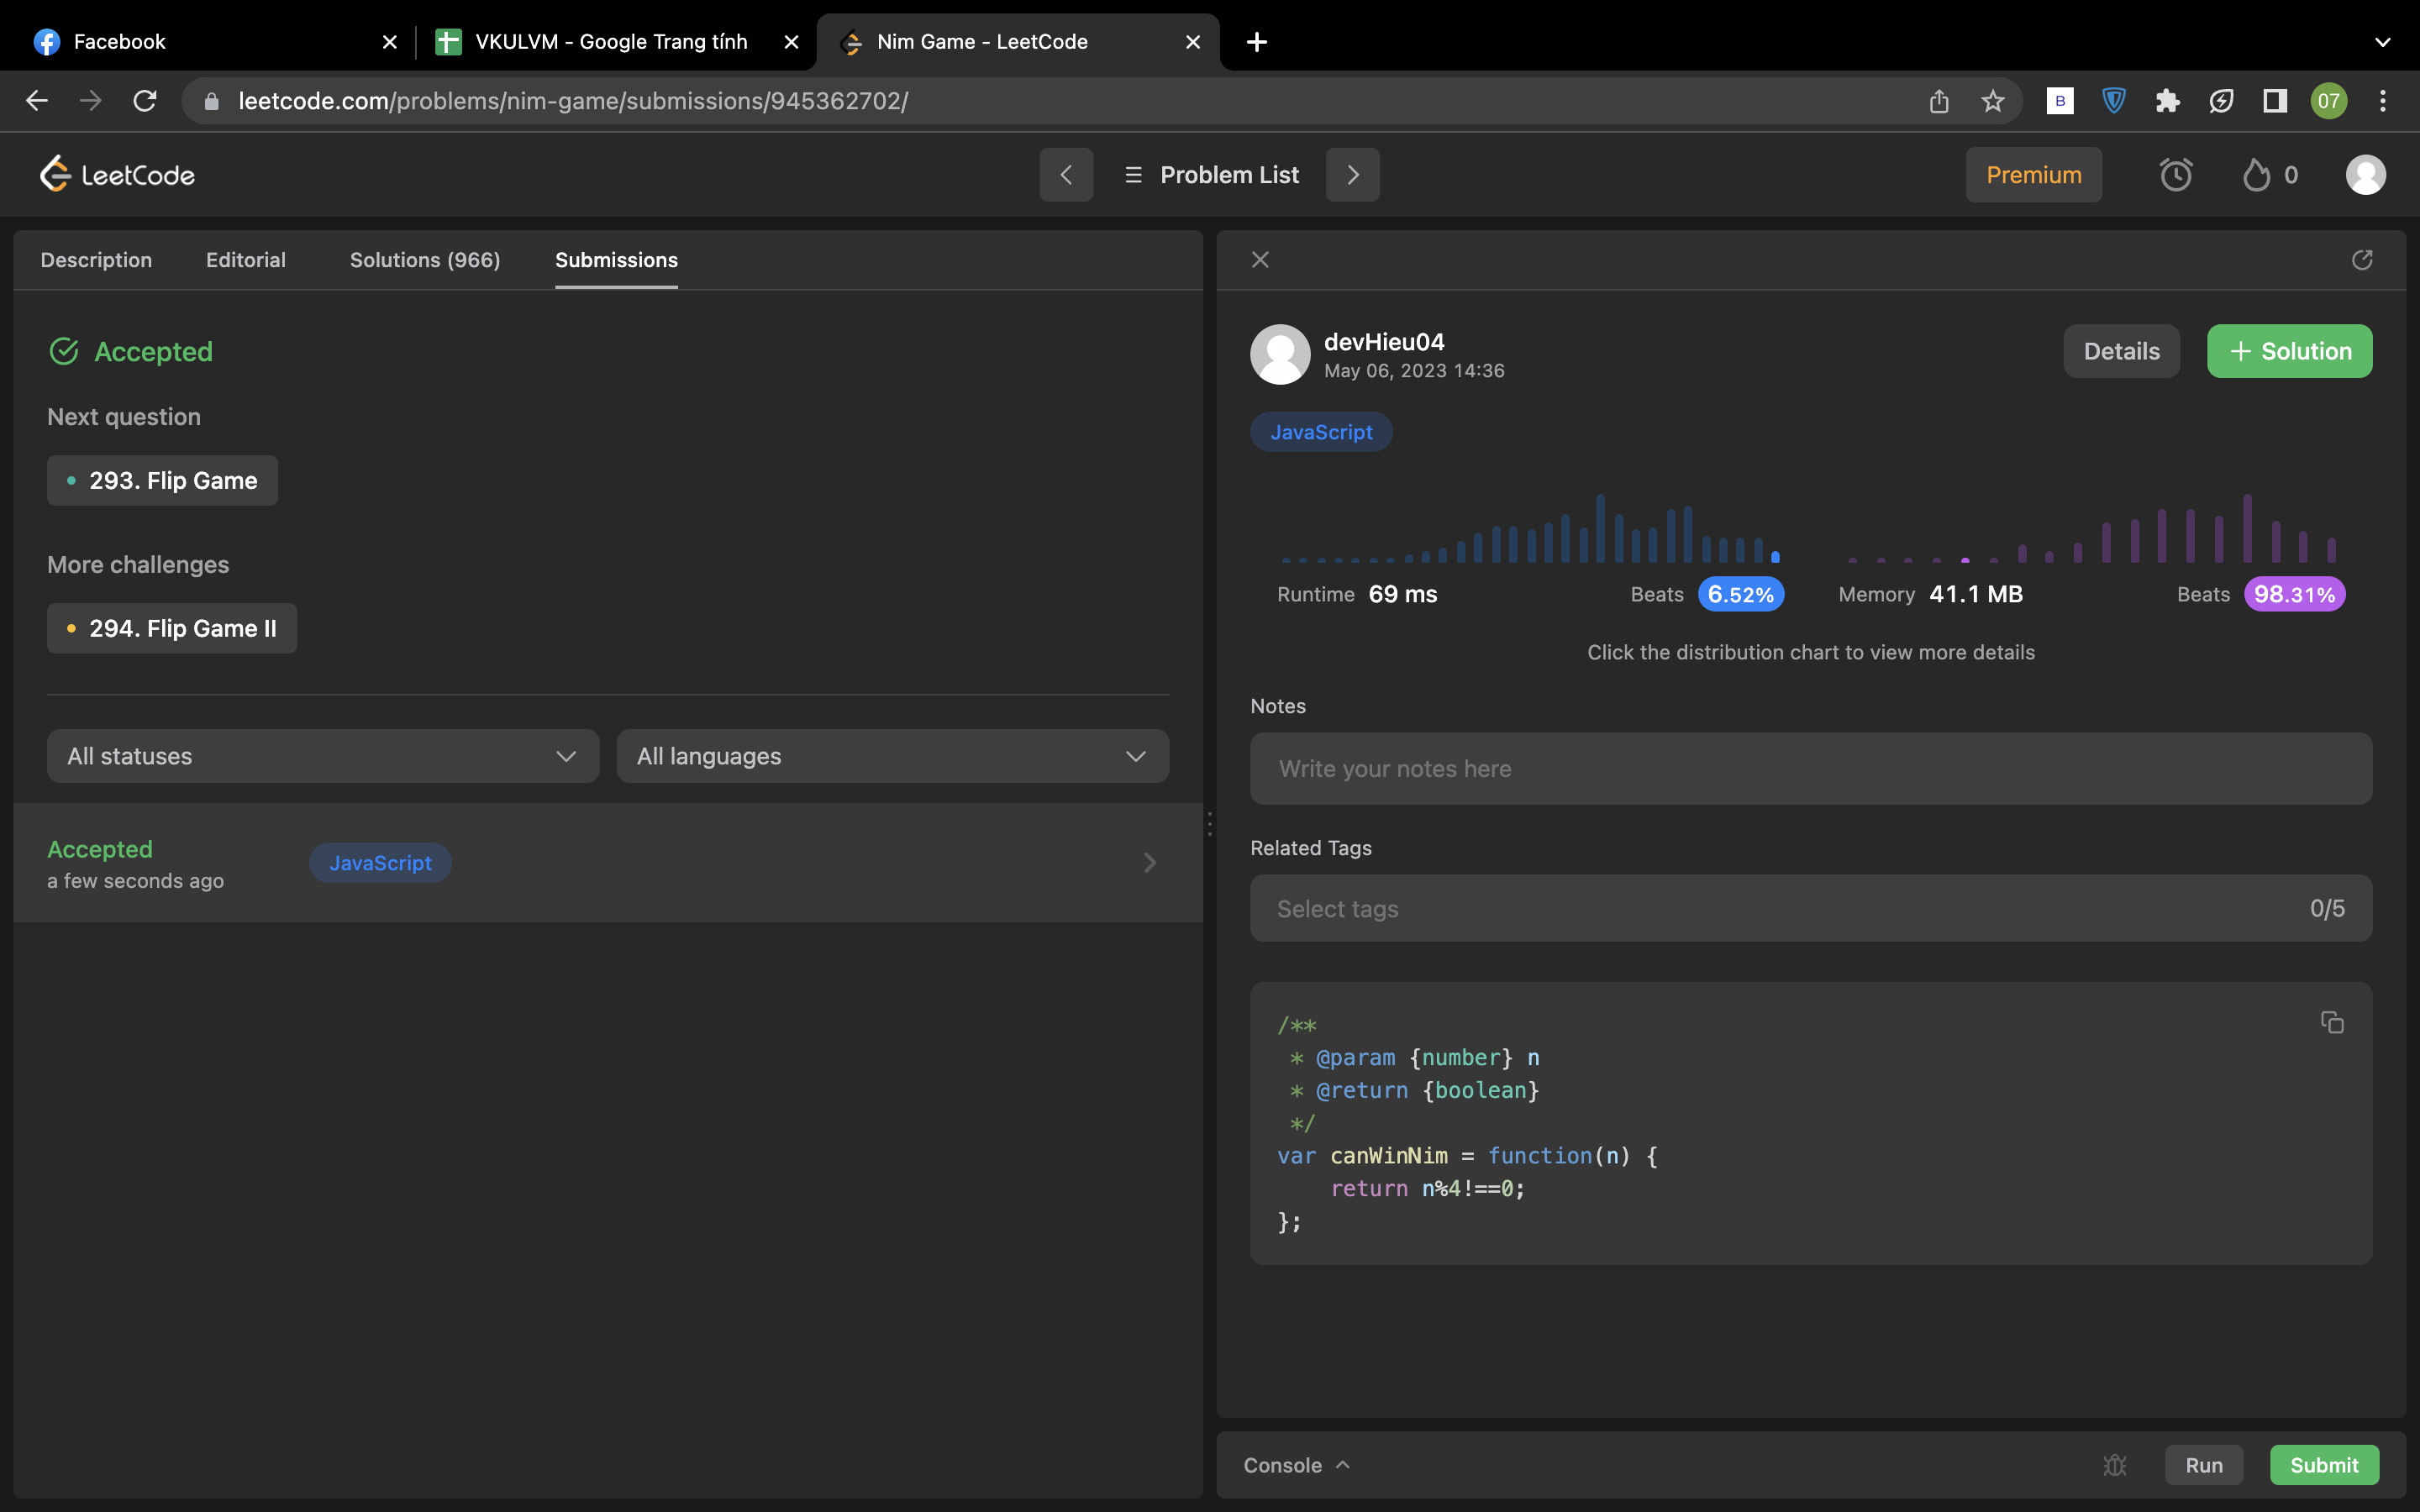 Facebook
VKULVM - Google Trang tính
Nim Game - LeetCode
leetcode.com/problems/nim-game/submissions/945362702/
B
07
LeetCode
Problem List
Premium
0
Description
Editorial
Solutions (966)
Submissions
Accepted
Next question
293. Flip Game
More challenges
294. Flip Game II
All statuses
All languages
Accepted
a few seconds ago
JavaScript
devHieu04
May 06, 2023 14:36
Details
+ Solution
JavaScript
Runtime 69 ms
Beats 6.52%
Memory 41.1 MB
Beats 98.31%
Click the distribution chart to view more details
Notes
Write your notes here
Related Tags
Select tags
0/5
/**
 * @param {number} n
 * @return {boolean}
 */
var canWinNim = function(n) {
    return n%4!==0;
};
Console
Run
Submit